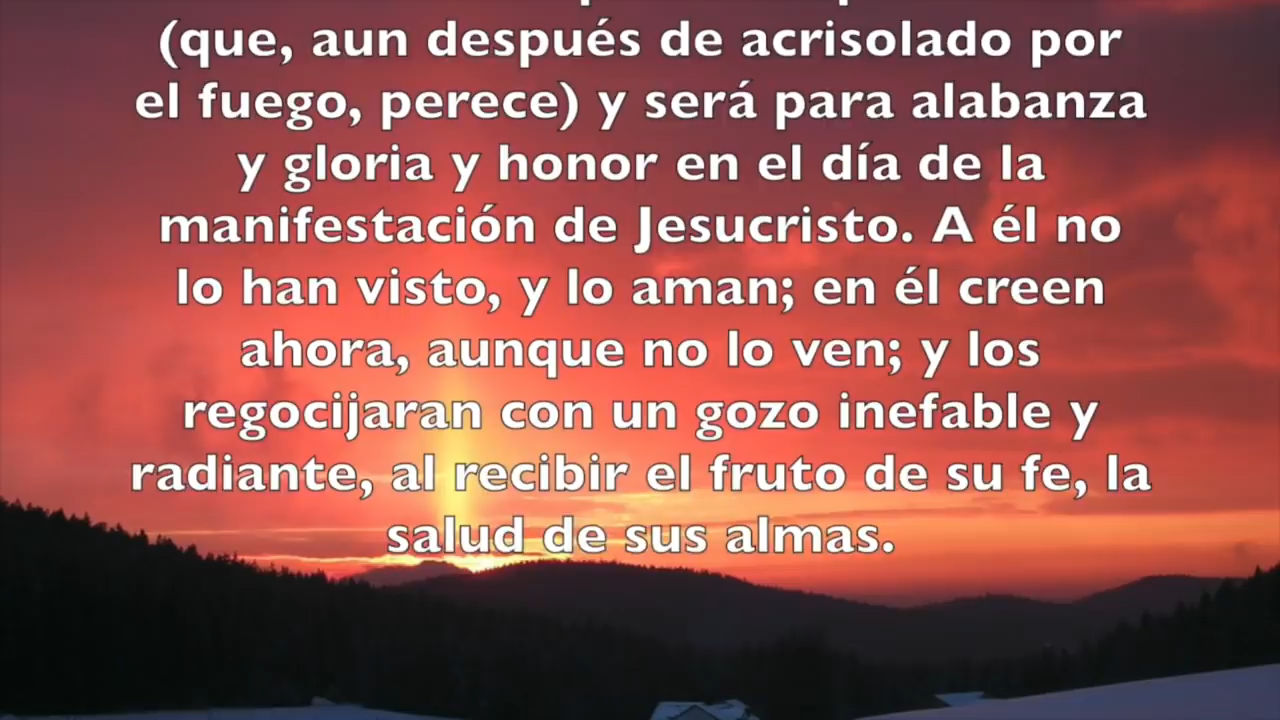 (que, aun después de acrisolado por
el fuego, perece) y será para alabanza
y gloria y honor en el día de la
manifestación de Jesucristo. A él no
lo han visto, y lo aman; en él creen
ahora, aunque no lo ven; y los
regocijaran con un gozo inefable y
radiante, al recibir el fruto de su fe, la
salud de sus almas.